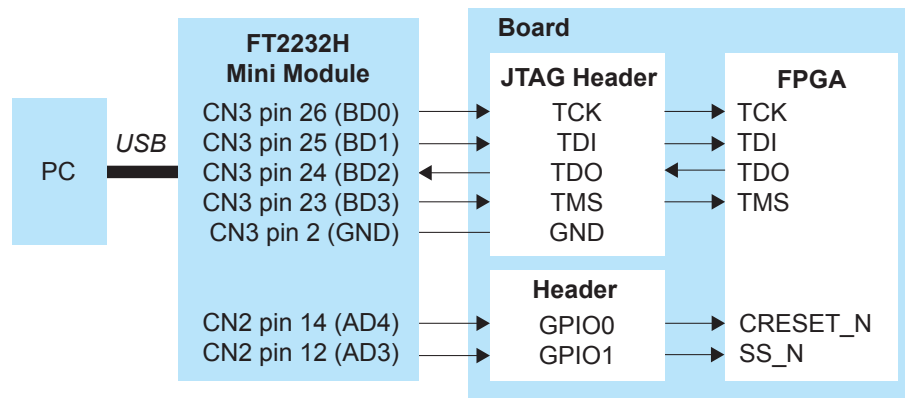 PC
USB
FT2232H
Mini Module
CN3 pin 26 (BD0)
CN3 pin 25 (BD1)
CN3 pin 24 (BD2)
CN3 pin 23 (BD3)
CN3 pin 2 (GND)
CN2 pin 14 (AD4)
CN2 pin 12 (AD3)
Board
JTAG Header
TCK
TDI
TDO
TMS
GND
Header
GPIO0
GPIO1
FPGA
TCK
TDI
TDO
TMS
CRESET_N
SS_N